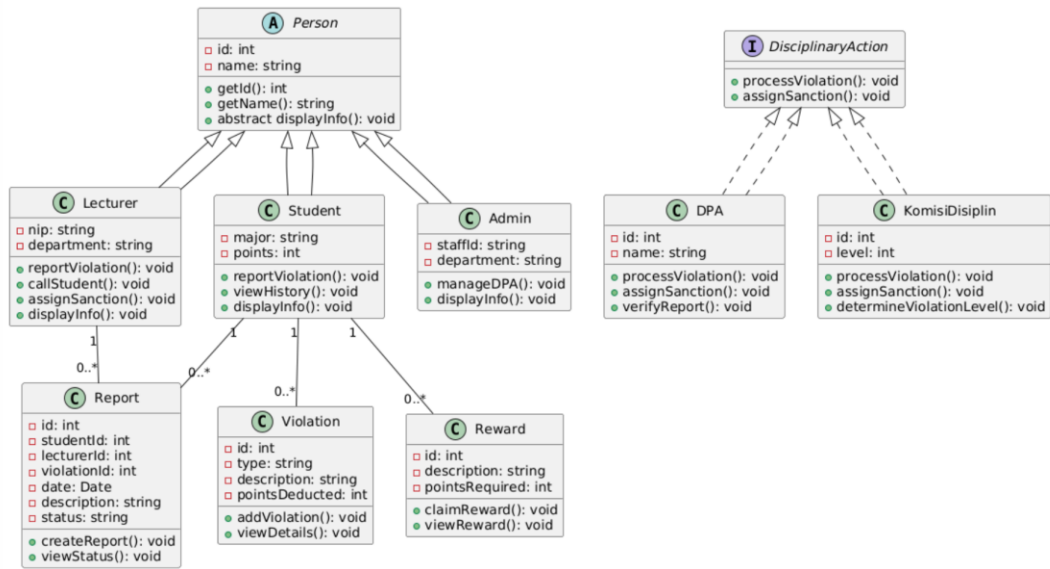 A Person
id: int
name: string
getId(): int
getName(): string
abstract displayInfo(): void
I DisciplinaryAction
processViolation(): void
assignSanction(): void
C Lecturer
nip: string
department: string
reportViolation(): void
callStudent(): void
assignSanction(): void
displayInfo(): void
C Student
major: string
points: int
reportViolation(): void
viewHistory(): void
displayInfo(): void
C Admin
staffId: string
department: string
manageDPA(): void
displayInfo(): void
C DPA
id: int
name: string
processViolation(): void
assignSanction(): void
verifyReport(): void
C KomisiDisiplin
id: int
level: int
processViolation(): void
assignSanction(): void
determineViolationLevel(): void
1
0..*
1
0..*
1
0..*
1
0..*
C Report
id: int
studentId: int
lecturerId: int
violationId: int
date: Date
description: string
status: string
createReport(): void
viewStatus(): void
C Violation
id: int
type: string
description: string
pointsDeducted: int
addViolation(): void
viewDetails(): void
C Reward
id: int
description: string
pointsRequired: int
claimReward(): void
viewReward(): void